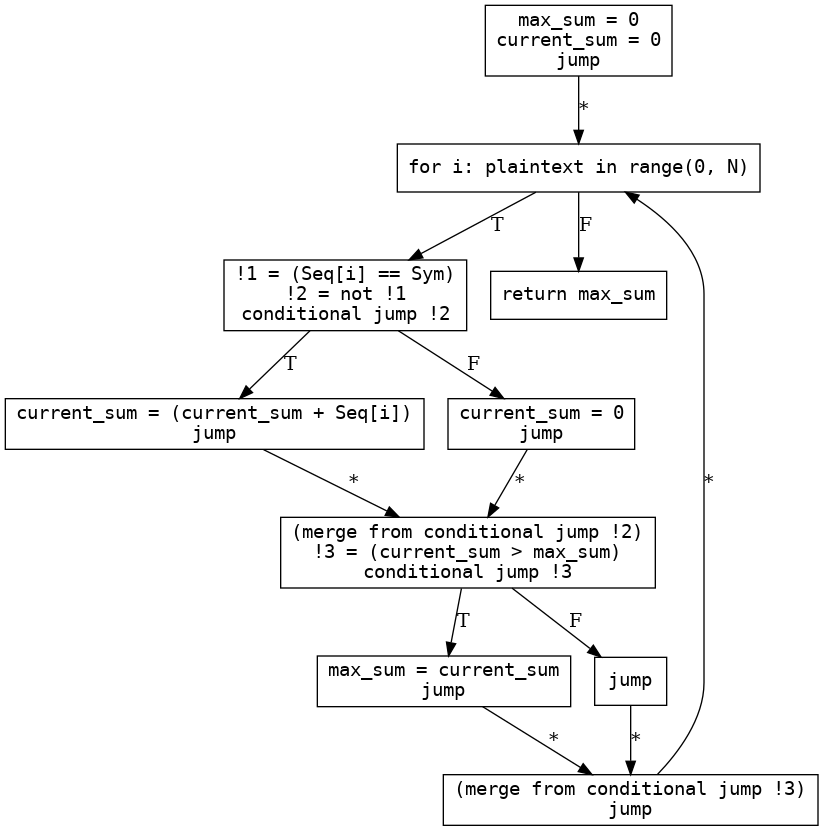 max_sum = 0
current_sum = 0
jump
*
for i: plaintext in range(0, N)
T
F
!1 = (Seq[i] == Sym)
!2 = not !1
conditional jump !2
return max_sum
T
F
current_sum = (current_sum + Seq[i])
jump
current_sum = 0
jump
*
*
*
(merge from conditional jump !2)
!3 = (current_sum > max_sum)
conditional jump !3
T
F
max_sum = current_sum
jump
jump
*
*
(merge from conditional jump !3)
jump